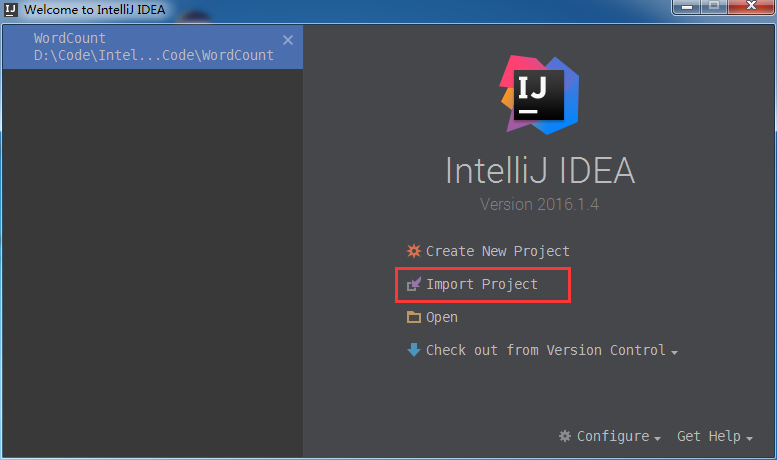 Welcome to IntelliJ IDEA
WordCount
D:\Code\Intel...Code\WordCount
IJ
IntelliJ IDEA
Version 2016.1.4
Create New Project
Import Project
Open
Check out from Version Control
Configure
Get Help